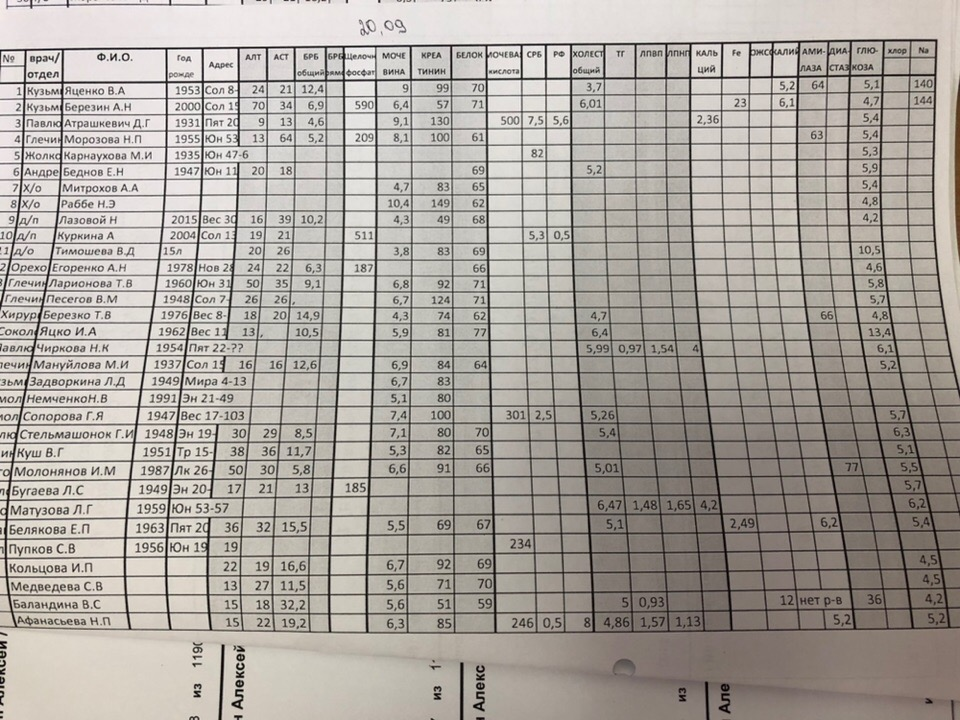 20,09
№ врач/ отдел Ф.И.О. Год рожде Адрес АЛТ АСТ БРБ общий БРБ Щелочн фосфат МОЧЕ ВИНА КРЕА ТИНИН БЕЛОК МОЧЕВА кислота СРБ РФ ХОЛЕСТ общий ТГ ЛПВП ЛПНП КАЛЬ ЦИЙ Fe ОЖСС КАЛИЙ АМИ- ЛАЗА ДИА- СТАЗ ГЛЮ- КОЗА хлор Na
1 Кузьм Яценко В.А 1953 Сол 8- 24 21 12,4 9 99 70 3,7 5,2 64 5,1 140
2 Кузьм Березин А.Н 2000 Сол 15 70 34 6,9 590 6,4 57 71 6,01 23 6,1 4,7 144
3 Павлю Атрашкевич Д.Г 1931 Пят 20 9 13 4,6 9,1 130 500 7,5 5,6 2,36 5,4
4 Глечин Морозова Н.П 1955 Юн 53 13 64 5,2 209 8,1 100 61 63 5,4
5 Жолко Карнаухова М.И 1935 Юн 47-6 82 5,3
6 Андре Беднов Е.Н 1947 Юн 11 20 18 69 5,2 5,9
7 Х/о Митрохов А.А 4,7 83 65 5,4
8 Х/о Раббе Н.Э 10,4 149 62 4,8
9 д/п Лазовой Н 2015 Вес 30 16 39 10,2 4,3 49 68 4,2
10 д/п Куркина А 2004 Сол 13 19 21 511 5,3 0,5
11 д/о Тимошева В.Д 15л 20 26 3,8 83 69 10,5
2 Орехо Егоренко А.Н 1978 Нов 28 24 22 6,3 187 66 4,6
Глечин Ларионова Т.В 1960 Юн 31 50 35 9,1 6,8 92 71 5,8
Глечин Песегов В.М 1948 Сол 7- 26 26 , 6,7 124 71 5,7
Хирур Березко Т.В 1976 Вес 8- 18 20 14,9 4,3 74 62 4,7 66 4,8
Сокол Яцко И.А 1962 Вес 11 13 , 10,5 5,9 81 77 6,4 13,4
Павлю Чиркова Н.К 1954 Пят 22-?? 5,99 0,97 1,54 4 6,1
лечин Мануйлова М.И 1937 Сол 15 16 16 12,6 6,9 84 64 5,2
узьм Задворкина Л.Д 1949 Мира 4-13 6,7 83
мол НемченкоН.В 1991 Эн 21-49 5,1 80
мол Сопорова Г.Я 1947 Вес 17-103 7,4 100 301 2,5 5,26 5,7
лю Стельмашонок Г.И 1948 Эн 19- 30 29 8,5 7,1 80 70 5,4 6,3
Куш В.Г 1951 Тр 15- 38 36 11,7 5,3 82 65 5,1
Молонянов И.М 1987 Лк 26- 50 30 5,8 6,6 91 66 5,01 77 5,5
Бугаева Л.С 1949 Эн 20- 17 21 13 185 5,7
Матузова Л.Г 1959 Юн 53-57 6,47 1,48 1,65 4,2 6,2
Белякова Е.П 1963 Пят 20 36 32 15,5 5,5 69 67 5,1 2,49 6,2 5,4
Пупков С.В 1956 Юн 19 19 234
Кольцова И.П 22 19 16,6 6,7 92 69 4,5
Медведева С.В 13 27 11,5 5,6 71 70 4,5
Баландина В.С 15 18 32,2 5,6 51 59 5 0,93 12 нет р-в 36 4,2
Афанасьева Н.П 15 22 19,2 6,3 85 246 0,5 8 4,86 1,57 1,13 5,2 5,2
Алексей
из 1190
Алексей
из
Алекс
из
Але